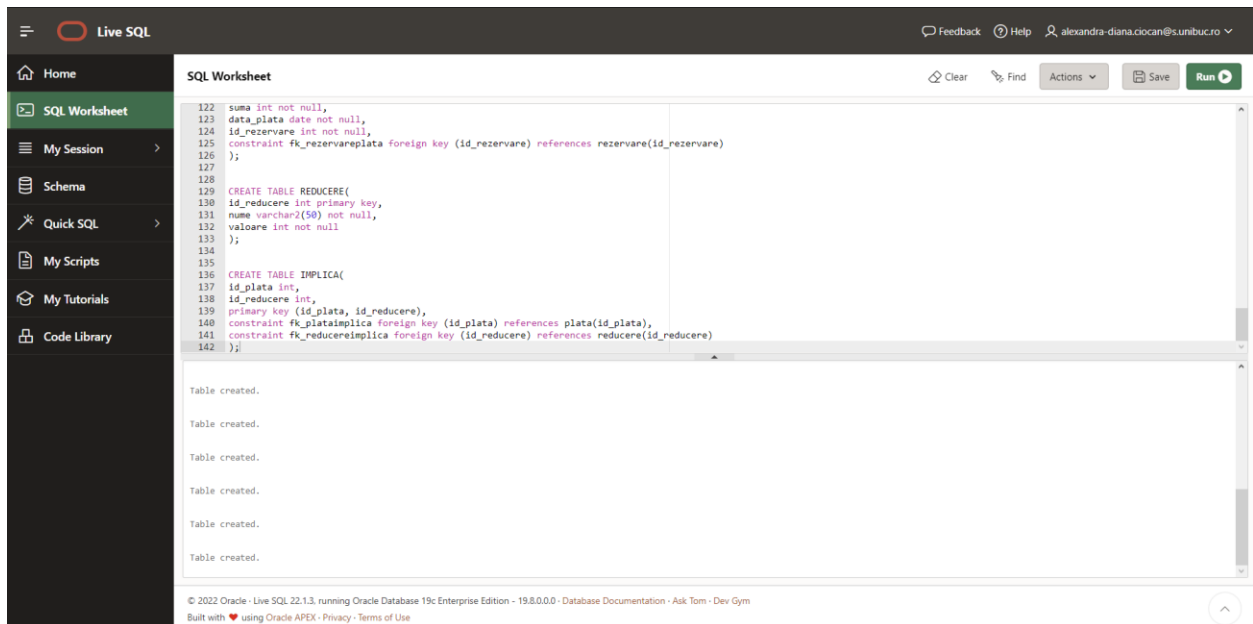 Live SQL
Feedback Help alexandra-diana.ciocan@s.unibuc.ro
Home
SQL Worksheet
My Session
Schema
Quick SQL
My Scripts
My Tutorials
Code Library
SQL Worksheet
Clear Find Actions Save Run
122 suma int not null,
123 data_plata date not null,
124 id_rezervare int not null,
125 constraint fk_rezervareplata foreign key (id_rezervare) references rezervare(id_rezervare)
126 );
127
128
129 CREATE TABLE REDUCERE(
130 id_reducere int primary key,
131 nume varchar2(50) not null,
132 valoare int not null
133 );
134
135
136 CREATE TABLE IMPLICA(
137 id_plata int,
138 id_reducere int,
139 primary key (id_plata, id_reducere),
140 constraint fk_plataimplica foreign key (id_plata) references plata(id_plata),
141 constraint fk_reducereimplica foreign key (id_reducere) references reducere(id_reducere)
142 );
Table created.
Table created.
Table created.
Table created.
Table created.
Table created.
© 2022 Oracle · Live SQL 22.1.3, running Oracle Database 19c Enterprise Edition - 19.8.0.0.0 · Database Documentation · Ask Tom · Dev Gym
Built with ❤ using Oracle APEX · Privacy · Terms of Use